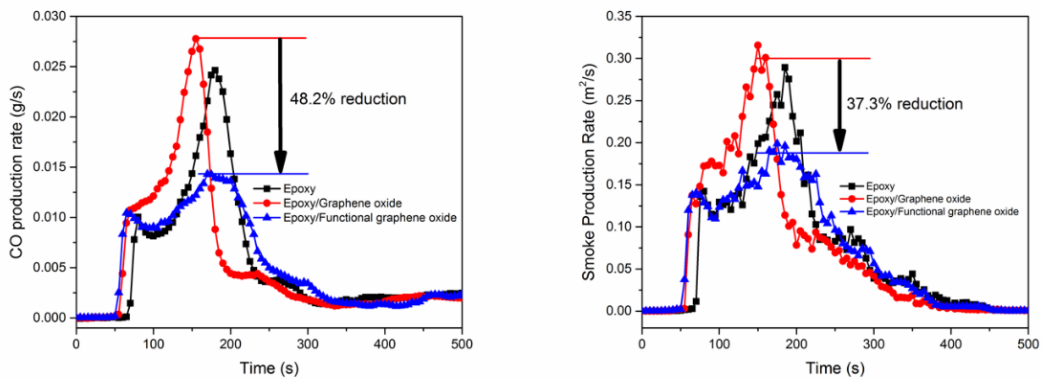 CO production rate (g/s)
0.030
0.025
0.020
0.015
0.010
0.005
0.000
48.2% reduction
Epoxy
Epoxy/Graphene oxide
Epoxy/Functional graphene oxide
0 100 200 300 400 500
Time (s)
Smoke Production Rate (m²/s)
0.35
0.30
0.25
0.20
0.15
0.10
0.05
0.00
37.3% reduction
Epoxy
Epoxy/Graphene oxide
Epoxy/Functional graphene oxide
0 100 200 300 400 500
Time (s)